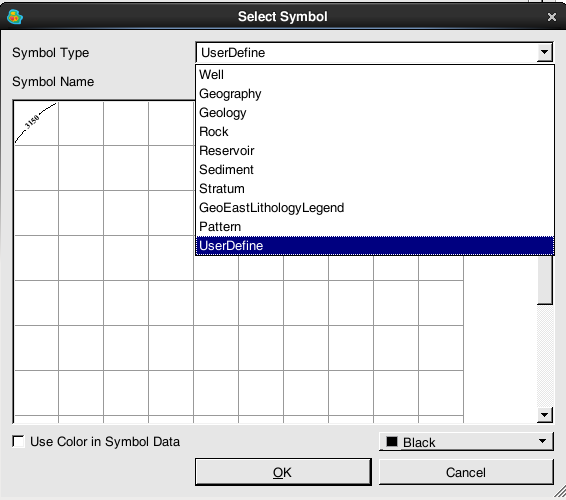 Select Symbol
Symbol Type
UserDefine
Symbol Name
Well
Geography
Geology
Rock
Reservoir
Sediment
Stratum
GeoEastLithologyLegend
Pattern
UserDefine
3150
Use Color in Symbol Data
Black
OK
Cancel